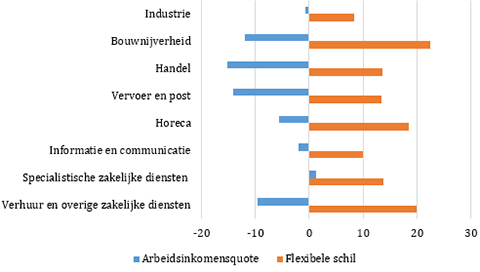 Industrie
Bouwnijverheid
Handel
Vervoer en post
Horeca
Informatie en communicatie
Specialistische zakelijke diensten
Verhuur en overige zakelijke diensten
-20 -10 0 10 20 30
Arbeidsinkomensquote Flexibele schil